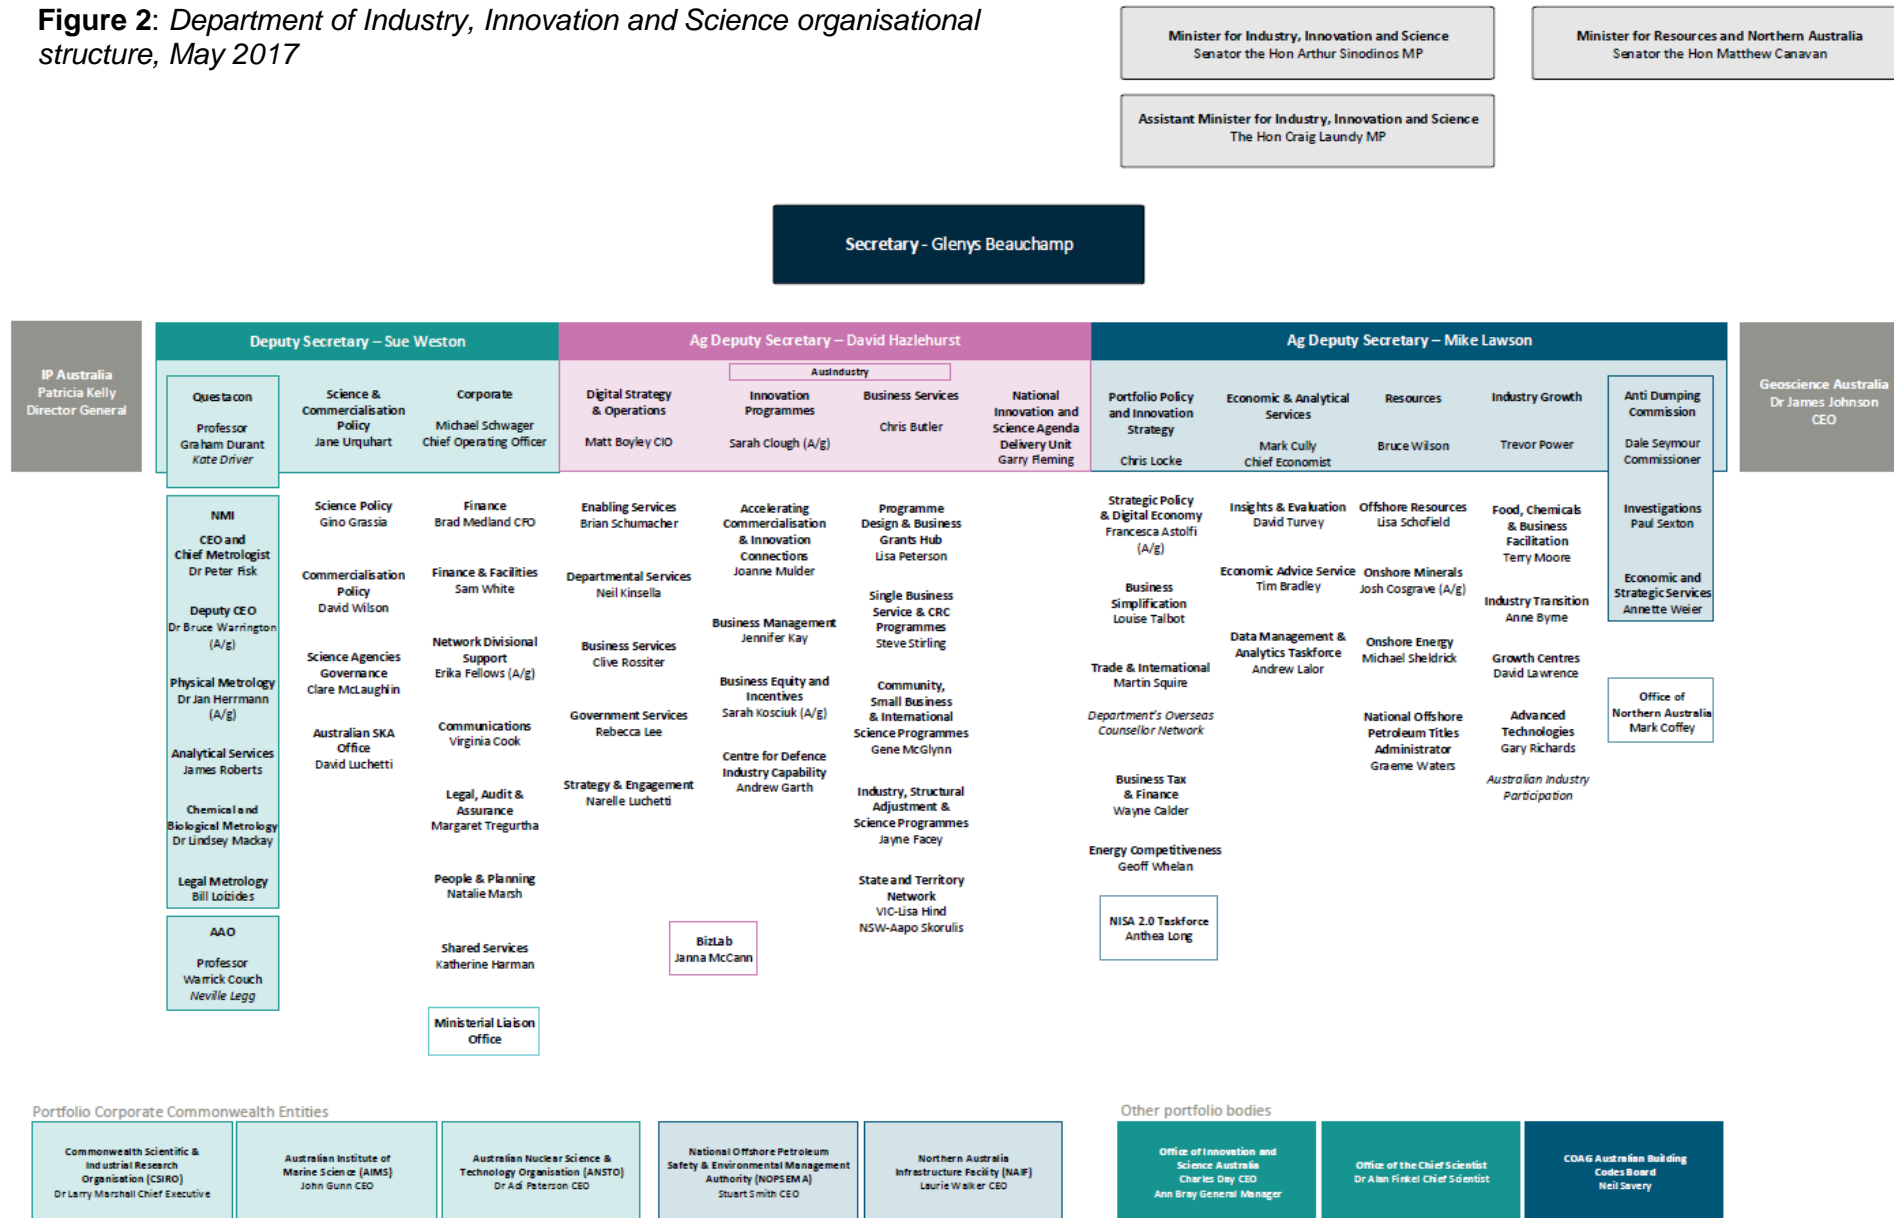 Figure 2: Department of Industry, Innovation and Science organisational
structure, May 2017
Minister for Industry, Innovation and Science
Senator the Hon Arthur Sinodinos MP
Minister for Resources and Northern Australia
Senator the Hon Matthew Canavan
Assistant Minister for Industry, Innovation and Science
The Hon Craig Laundy MP
Secretary - Glenys Beauchamp
IP Australia
Patricia Kelly
Director General
Deputy Secretary – Sue Weston
Questacon
Professor
Graham Durant
Kate Driver
NMI
CEO and
Chief Metrologist
Dr Peter Fisk
Deputy CEO
Dr Bruce Warrington
(A/g)
Physical Metrology
Dr Jan Herrmann
(A/g)
Analytical Services
James Roberts
Chemical and
Biological Metrology
Dr Lindsey Mackay
Legal Metrology
Bill Loizides
AAO
Professor
Warrick Couch
Neville Legg
Science &
Commercialisation
Policy
Jane Urquhart
Science Policy
Gino Grassia
Commercialisation
Policy
David Wilson
Science Agencies
Governance
Clare McLaughlin
Australian SKA
Office
David Luchetti
Corporate
Michael Schwager
Chief Operating Officer
Finance
Brad Medland CFO
Finance & Facilities
Sam White
Network Divisional
Support
Erika Fellows (A/g)
Communications
Virginia Cook
Legal, Audit &
Assurance
Margaret Tregurtha
People & Planning
Natalie Marsh
Shared Services
Katherine Harman
Ministerial Liaison
Office
Ag Deputy Secretary – David Hazlehurst
Digital Strategy
& Operations
Matt Boyley CIO
Enabling Services
Brian Schumacher
Departmental Services
Neil Kinsella
Business Services
Clive Rossiter
Government Services
Rebecca Lee
Strategy & Engagement
Narelle Luchetti
AusIndustry
Innovation
Programmes
Sarah Clough (A/g)
Accelerating
Commercialisation
& Innovation
Connections
Joanne Mulder
Business Management
Jennifer Kay
Business Equity and
Incentives
Sarah Kosciuk (A/g)
Centre for Defence
Industry Capability
Andrew Garth
BizLab
Janna McCann
Business Services
Chris Butler
Programme
Design & Business
Grants Hub
Lisa Peterson
Single Business
Service & CRC
Programmes
Steve Stirling
Community,
Small Business
& International
Science Programmes
Gene McGlynn
Industry, Structural
Adjustment &
Science Programmes
Jayne Facey
State and Territory
Network
VIC-Lisa Hind
NSW-Aapo Skorulis
National
Innovation and
Science Agenda
Delivery Unit
Garry Fleming
Ag Deputy Secretary – Mike Lawson
Portfolio Policy
and Innovation
Strategy
Chris Locke
Strategic Policy
& Digital Economy
Francesca Astolfi
(A/g)
Business
Simplification
Louise Talbot
Trade & International
Martin Squire
Department's Overseas
Counsellor Network
Business Tax
& Finance
Wayne Calder
Energy Competitiveness
Geoff Whelan
NISA 2.0 Taskforce
Anthea Long
Economic & Analytical
Services
Mark Cully
Chief Economist
Insights & Evaluation
David Turvey
Economic Advice Service
Tim Bradley
Data Management &
Analytics Taskforce
Andrew Lalor
Resources
Bruce Wilson
Offshore Resources
Lisa Schofield
Onshore Minerals
Josh Cosgrave (A/g)
Onshore Energy
Michael Sheldrick
National Offshore
Petroleum Titles
Administrator
Graeme Waters
Industry Growth
Trevor Power
Food, Chemicals
& Business
Facilitation
Terry Moore
Industry Transition
Anne Byrne
Growth Centres
David Lawrence
Advanced
Technologies
Gary Richards
Australian Industry
Participation
Anti Dumping
Commission
Dale Seymour
Commissioner
Investigations
Paul Sexton
Economic and
Strategic Services
Annette Weier
Office of
Northern Australia
Mark Coffey
Geoscience Australia
Dr James Johnson
CEO
Portfolio Corporate Commonwealth Entities
Commonwealth Scientific &
Industrial Research
Organisation (CSIRO)
Dr Larry Marshall Chief Executive
Australian Institute of
Marine Science (AIMS)
John Gunn CEO
Australian Nuclear Science &
Technology Organisation (ANSTO)
Dr Adi Paterson CEO
National Offshore Petroleum
Safety & Environmental Management
Authority (NOPSEMA)
Stuart Smith CEO
Northern Australia
Infrastructure Facility (NAIF)
Laurie Walker CEO
Other portfolio bodies
Office of Innovation and
Science Australia
Charles Day CEO
Ann Bray General Manager
Office of the Chief Scientist
Dr Alan Finkel Chief Scientist
COAG Australian Building
Codes Board
Neil Savery